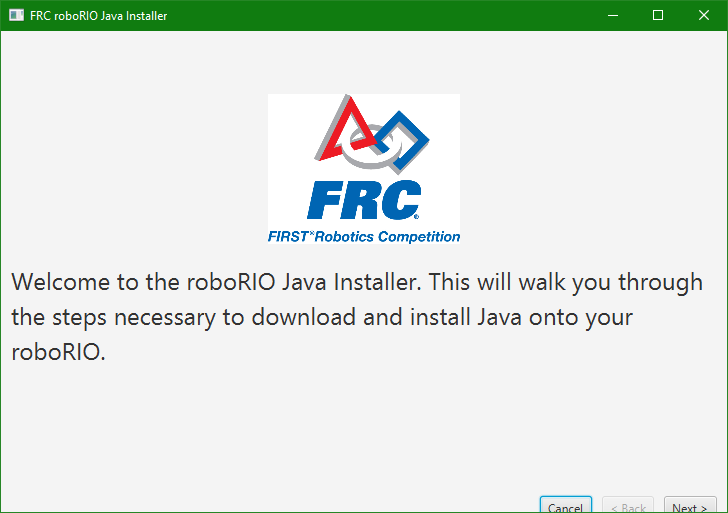 FRC roboRIO Java Installer
FRC®
FIRST® Robotics Competition
Welcome to the roboRIO Java Installer. This will walk you through
the steps necessary to download and install Java onto your
roboRIO.
Cancel < Back Next >